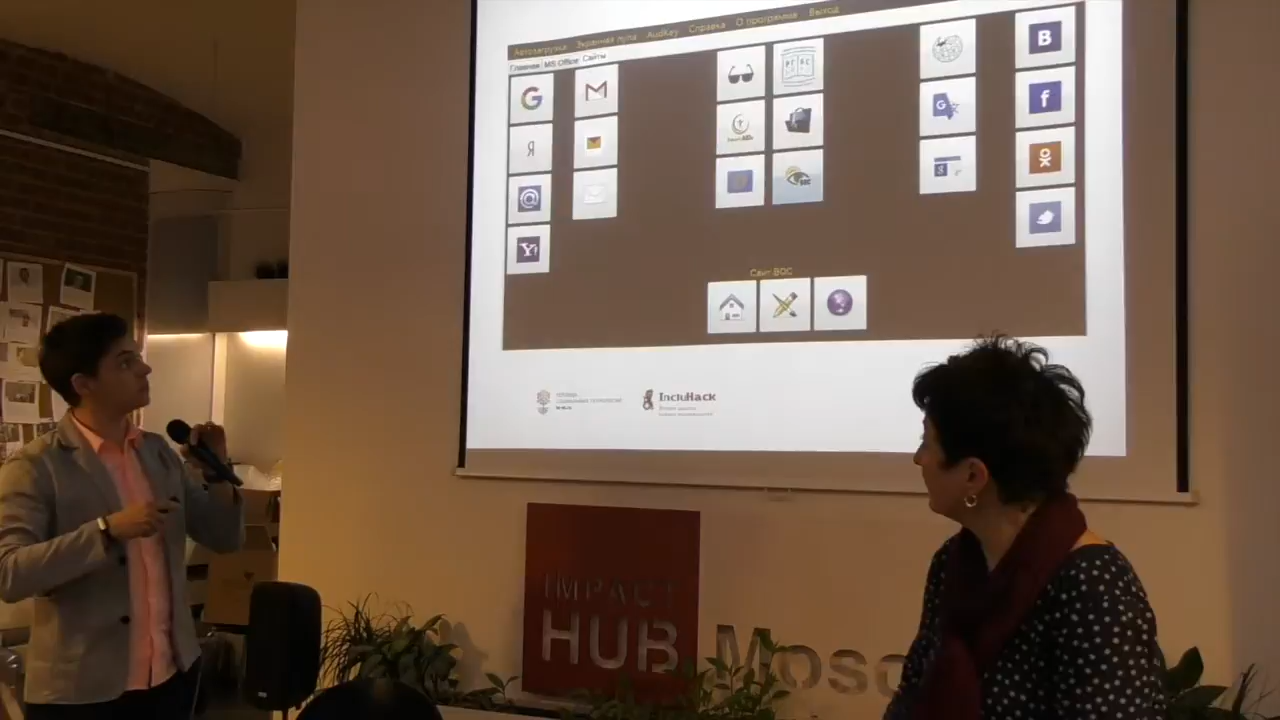 Автозагрузка Экранная лупа AudKey Справка О программе Выход
Главная MS Office Сайты
G
M
Я
@
Y!
G
$
B
f
Сайт ВОС
IncluHack
IMPACT
HUB Mosc